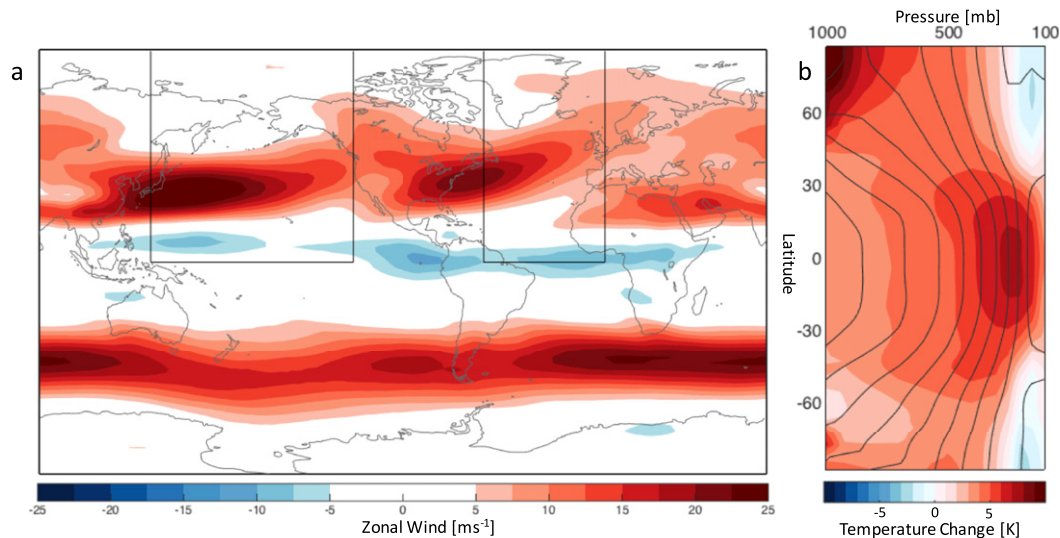 a
-25 -20 -15 -10 -5 0 5 10 15 20 25
Zonal Wind [ms⁻¹]
Pressure [mb]
1000 500 100
b
60
30
0
-30
-60
Latitude
-5 0 5
Temperature Change [K]